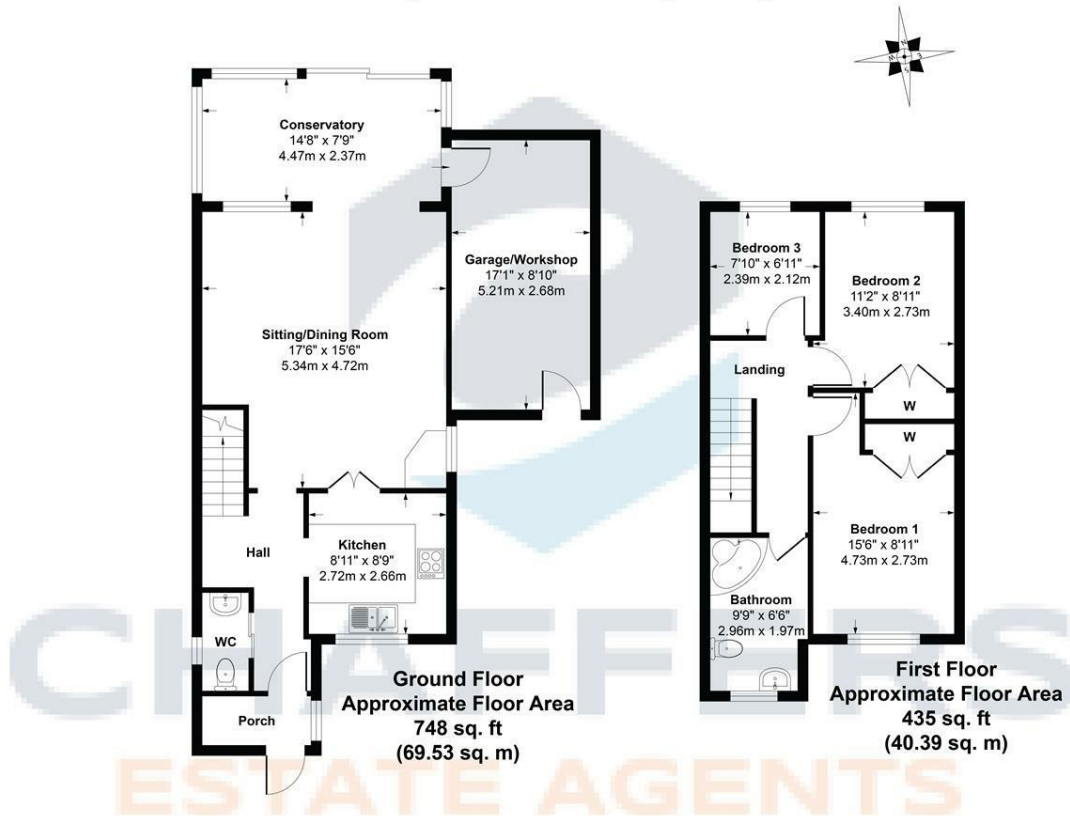 Conservatory
14'8" x 7'9"
4.47m x 2.37m
Garage/Workshop
17'1" x 8'10"
5.21m x 2.68m
Sitting/Dining Room
17'6" x 15'6"
5.34m x 4.72m
Hall
Kitchen
8'11" x 8'9"
2.72m x 2.66m
WC
Porch
Ground Floor
Approximate Floor Area
748 sq. ft
(69.53 sq. m)
N
E
S
W
Bedroom 3
7'10" x 6'11"
2.39m x 2.12m
Bedroom 2
11'2" x 8'11"
3.40m x 2.73m
Landing
W
W
Bedroom 1
15'6" x 8'11"
4.73m x 2.73m
Bathroom
9'9" x 6'6"
2.96m x 1.97m
First Floor
Approximate Floor Area
435 sq. ft
(40.39 sq. m)
CHAFFERS
ESTATE AGENTS